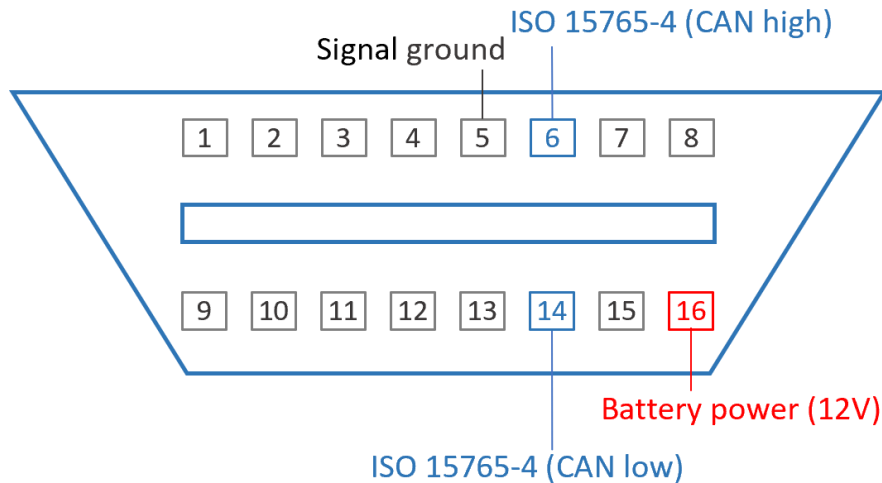 ISO 15765-4 (CAN high)
Signal ground
1 2 3 4 5 6 7 8
9 10 11 12 13 14 15 16
Battery power (12V)
ISO 15765-4 (CAN low)